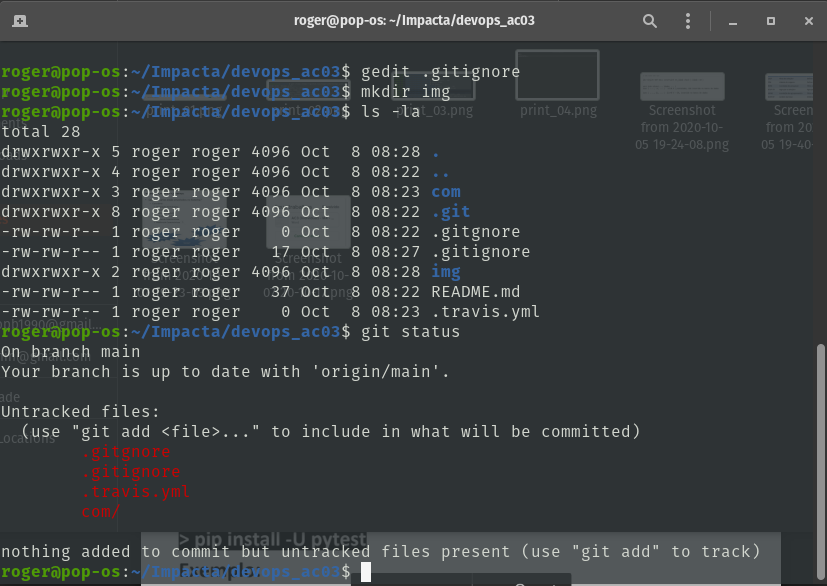 roger@pop-os: ~/Impacta/devops_ac03
roger@pop-os:~/Impacta/devops_ac03$ gedit .gitignore
roger@pop-os:~/Impacta/devops_ac03$ mkdir img
roger@pop-os:~/Impacta/devops_ac03$ ls -la
print_03.png
print_04.png
Screenshot
from 2020-10-
05 19-24-08.png
Screen
from 20
05 19-40-
total 28
drwxrwxr-x 5 roger roger 4096 Oct  8 08:28 .
drwxrwxr-x 4 roger roger 4096 Oct  8 08:22 ..
drwxrwxr-x 3 roger roger 4096 Oct  8 08:23 com
drwxrwxr-x 8 roger roger 4096 Oct  8 08:22 .git
-rw-rw-r-- 1 roger roger    0 Oct  8 08:22 .gitgnore
-rw-rw-r-- 1 roger roger   17 Oct  8 08:27 .gitignore
drwxrwxr-x 2 roger roger 4096 Oct  8 08:28 img
-rw-rw-r-- 1 roger roger   37 Oct  8 08:22 README.md
-rw-rw-r-- 1 roger roger    0 Oct  8 08:23 .travis.yml
roger@pop-os:~/Impacta/devops_ac03$ git status
On branch main
Your branch is up to date with 'origin/main'.
Untracked files:
(use "git add <file>..." to include in what will be committed)
.gitgnore
.gitignore
.travis.yml
com/
> pip install -U pytest
nothing added to commit but untracked files present (use "git add" to track)
roger@pop-os:~/Impacta/devops_ac03$